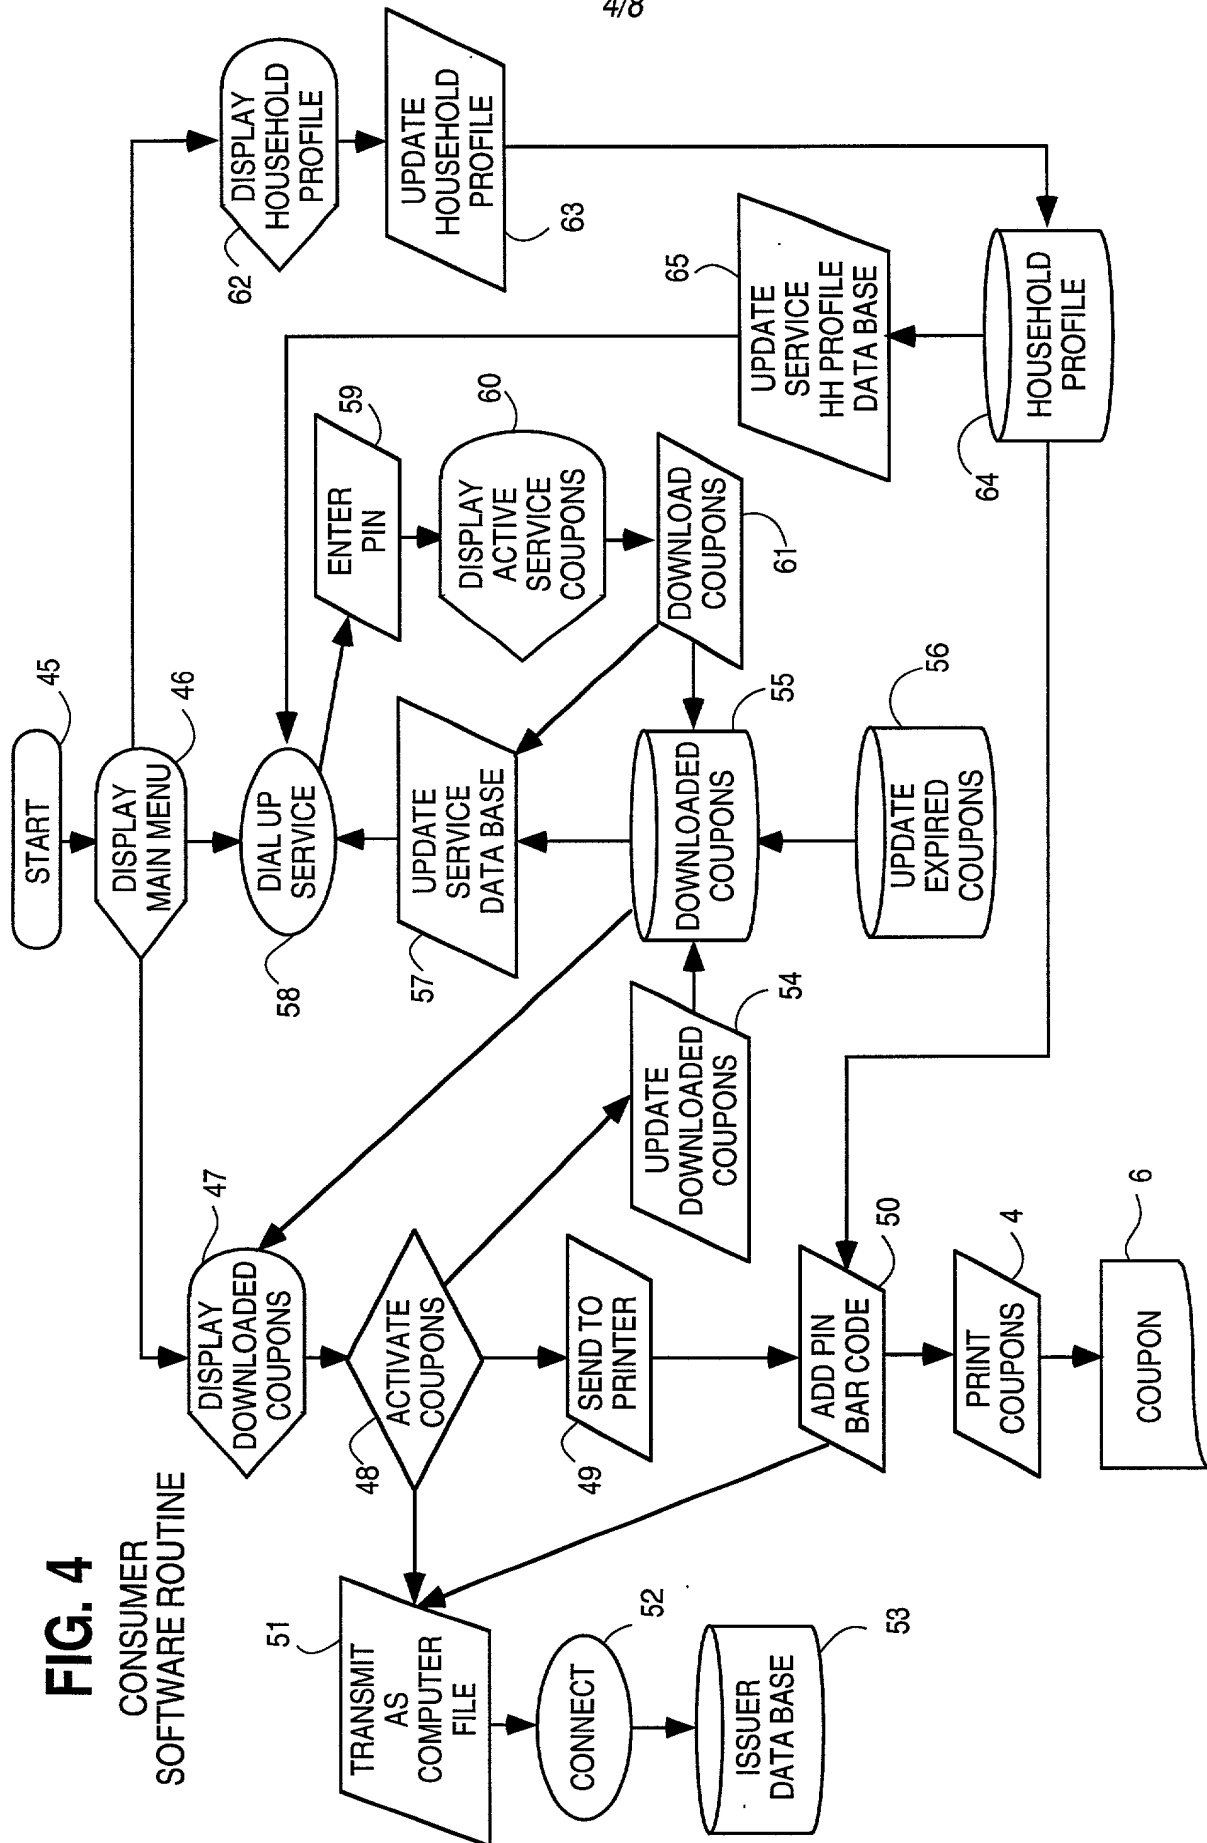 4/8
FIG. 4
CONSUMER
SOFTWARE ROUTINE
START
45
DISPLAY
MAIN MENU
46
DISPLAY
DOWNLOADED
COUPONS
47
DIAL UP
SERVICE
58
DISPLAY
HOUSEHOLD
PROFILE
62
ACTIVATE
COUPONS
48
UPDATE
SERVICE
DATA BASE
57
ENTER
PIN
59
UPDATE
HOUSEHOLD
PROFILE
63
TRANSMIT
AS
COMPUTER
FILE
51
SEND TO
PRINTER
49
UPDATE
DOWNLOADED
COUPONS
54
DOWNLOADED
COUPONS
55
DISPLAY
ACTIVE
SERVICE
COUPONS
60
DOWNLOAD
COUPONS
61
UPDATE
SERVICE
HH PROFILE
DATA BASE
65
CONNECT
52
ISSUER
DATA BASE
53
ADD PIN
BAR CODE
50
UPDATE
EXPIRED
COUPONS
56
HOUSEHOLD
PROFILE
64
PRINT
COUPONS
4
COUPON
6